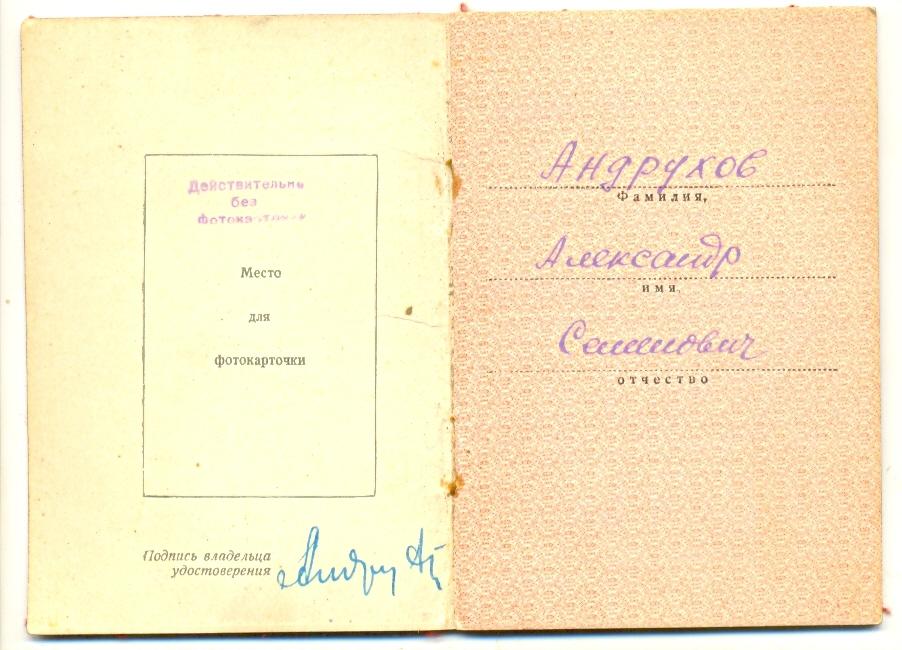 Действительно
без
фотокарточки
Место
для
фотокарточки
Подпись владельца
удостоверения
Андрухов
Фамилия,
Александр
имя,
Семенович
отчество